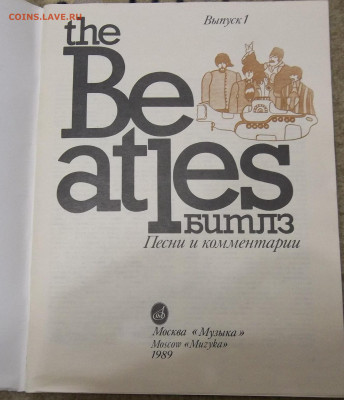 COINS.LAVE.RU
Выпуск 1
the
Be
atles
БИТЛЗ
Песни и комментарии
Москва «Музыка»
Moscow «Muzyka»
1989